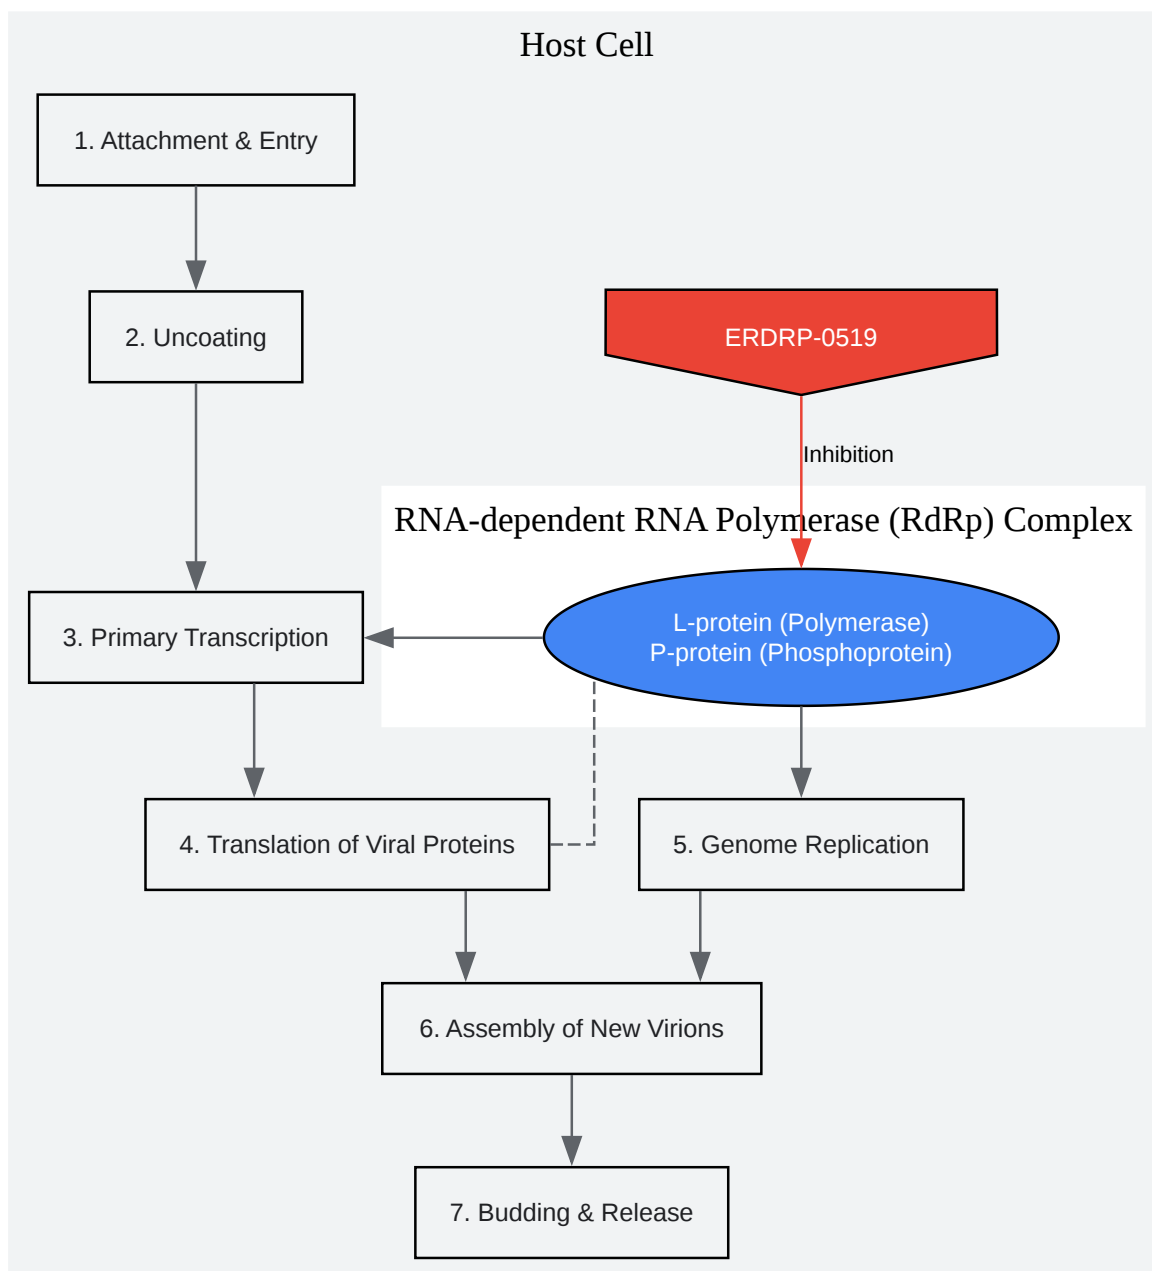 Host Cell
1. Attachment & Entry
2. Uncoating
ERDRP-0519
Inhibition
RNA-dependent RNA Polymerase (RdRp) Complex
3. Primary Transcription
L-protein (Polymerase)
P-protein (Phosphoprotein)
4. Translation of Viral Proteins
5. Genome Replication
6. Assembly of New Virions
7. Budding & Release